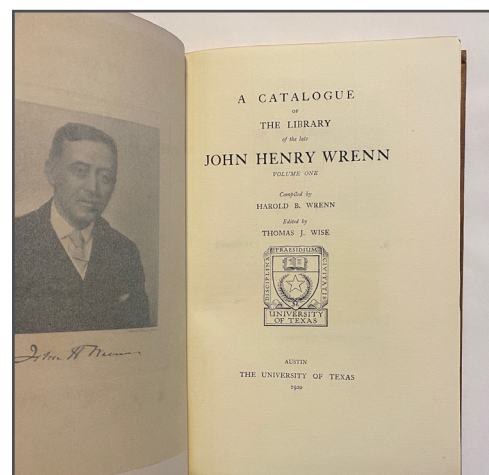 John H Wrenn
A CATALOGUE
OF
THE LIBRARY
of the late
JOHN HENRY WRENN
VOLUME ONE
Compiled by
HAROLD B. WRENN
Edited by
THOMAS J. WISE
PRAESIDIUM
DISCIPLINA
CIVITATIS
UNIVERSITY
OF TEXAS
AUSTIN
THE UNIVERSITY OF TEXAS
1920